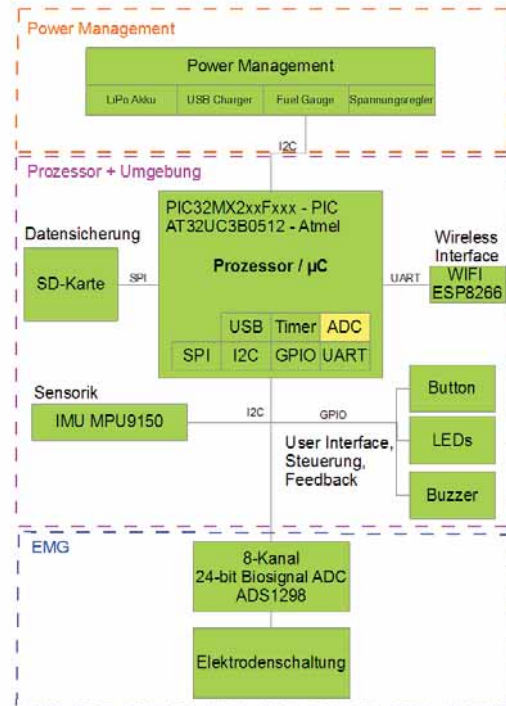 Power Management
Power Management
LiPo Akku
USB Charger
Fuel Gauge
Spannungsregler
I2C
Prozessor + Umgebung
PIC32MX2xxFxxx - PIC
AT32UC3B0512 - Atmel
Prozessor / µC
Datensicherung
SD-Karte
SPI
UART
Wireless
Interface
WIFI
ESP8266
USB
Timer
ADC
SPI
I2C
GPIO
UART
Sensorik
IMU MPU9150
I2C
GPIO
User Interface,
Steuerung,
Feedback
Button
LEDs
Buzzer
EMG
8-Kanal
24-bit Biosignal ADC
ADS1298
Elektrodenschaltung